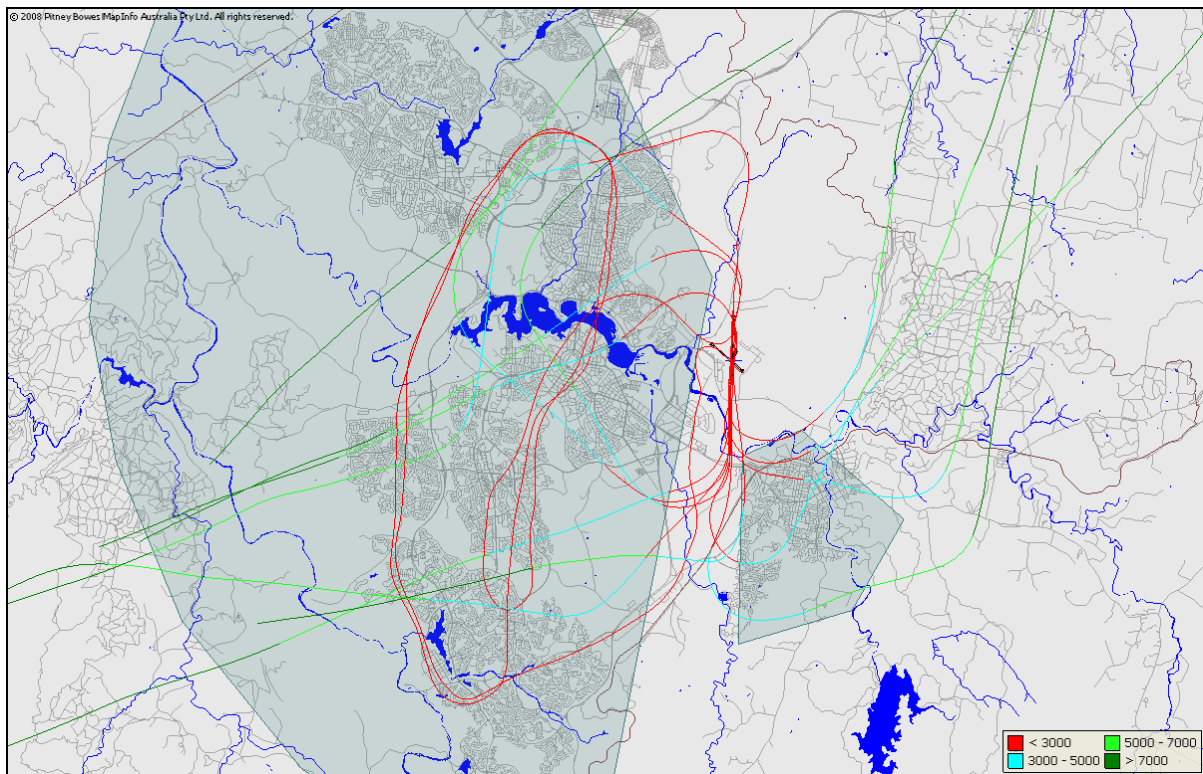 © 2008 Pitney Bowes MapInfo Australia Pty Ltd. All rights reserved.
< 3000 5000 - 7000
3000 - 5000 > 7000